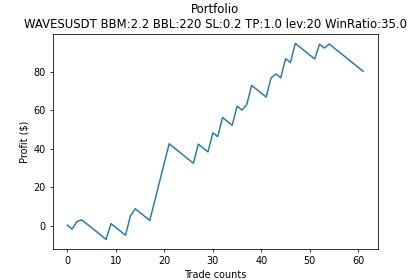 Portfolio
WAVESUSDT BBM:2.2 BBL:220 SL:0.2 TP:1.0 lev:20 WinRatio:35.0
80
60
40
20
0
Profit ($)
0 10 20 30 40 50 60
Trade counts